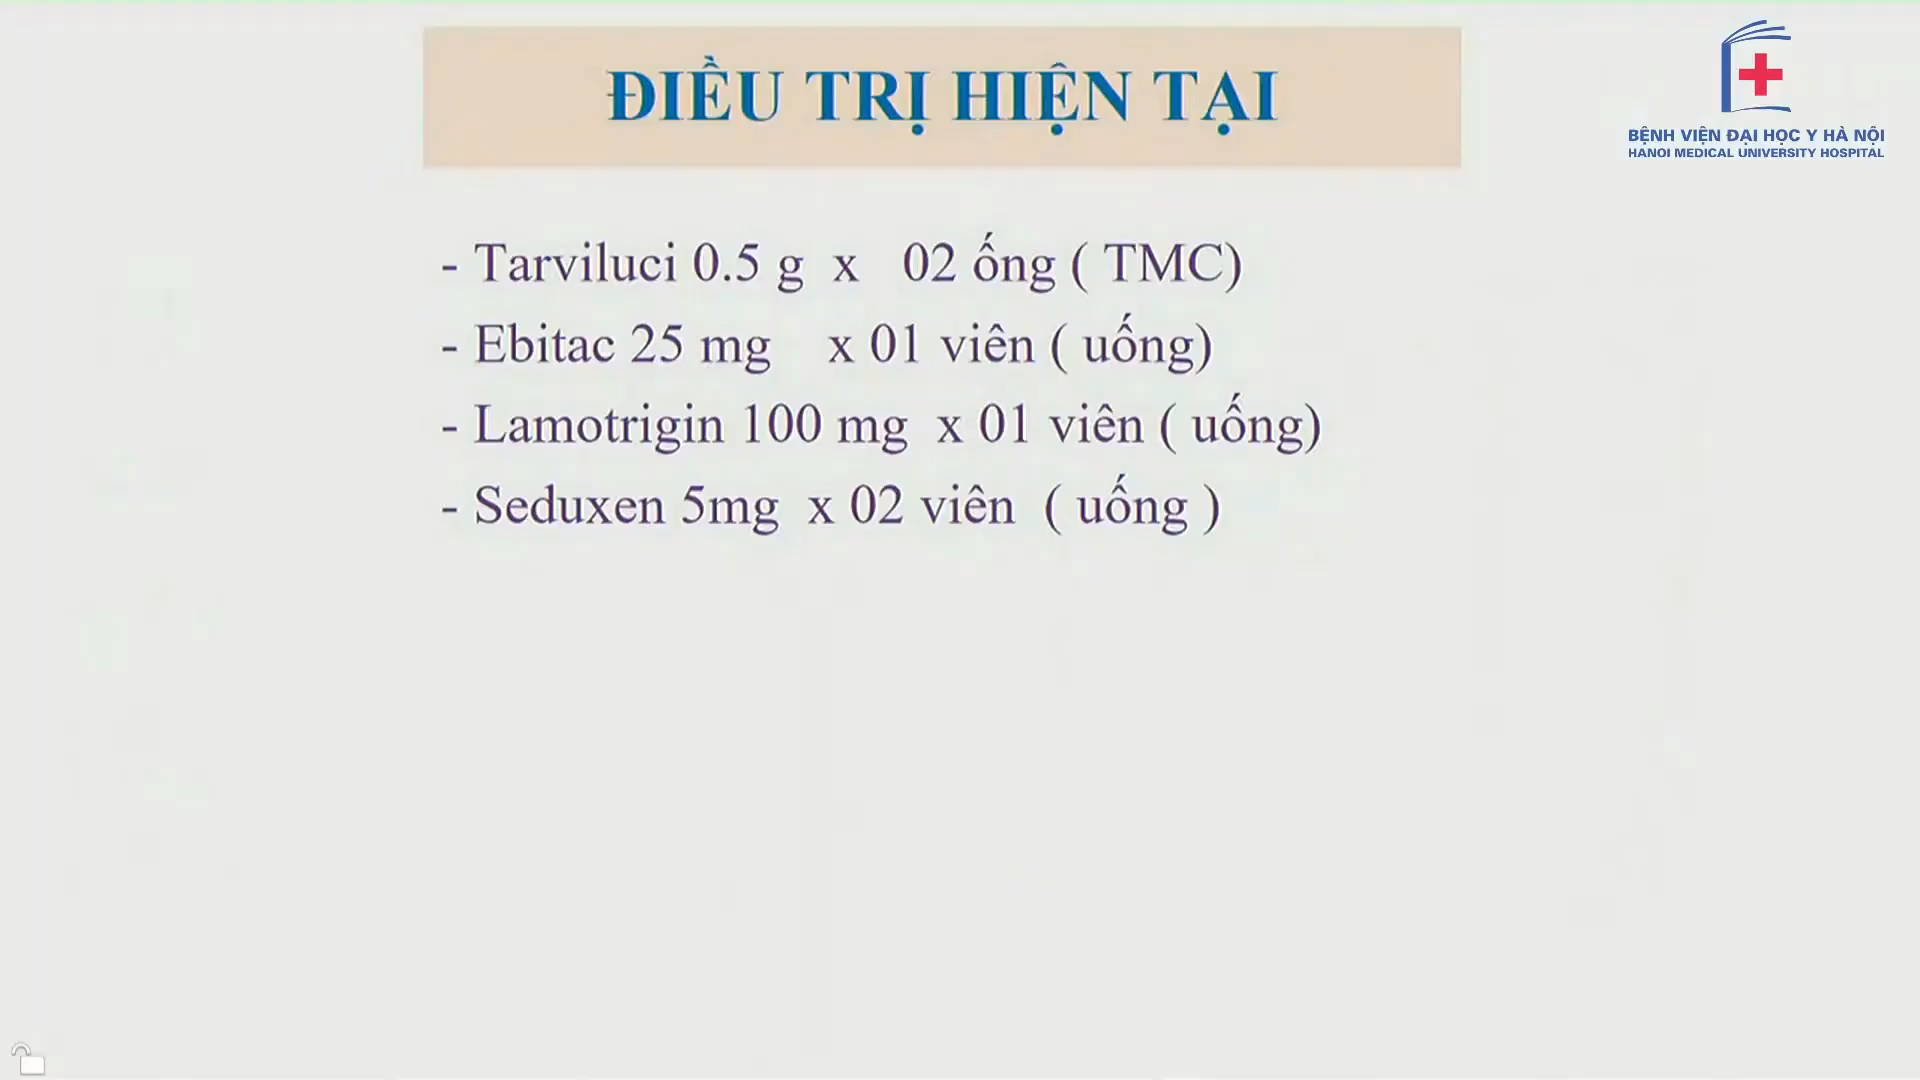 ĐIỀU TRỊ HIỆN TẠI
BỆNH VIỆN ĐẠI HỌC Y HÀ NỘI
HANOI MEDICAL UNIVERSITY HOSPITAL
- Tarviluci 0.5 g x 02 ống ( TMC)
- Ebitac 25 mg x 01 viên ( uống)
- Lamotrigin 100 mg x 01 viên ( uống)
- Seduxen 5mg x 02 viên ( uống )